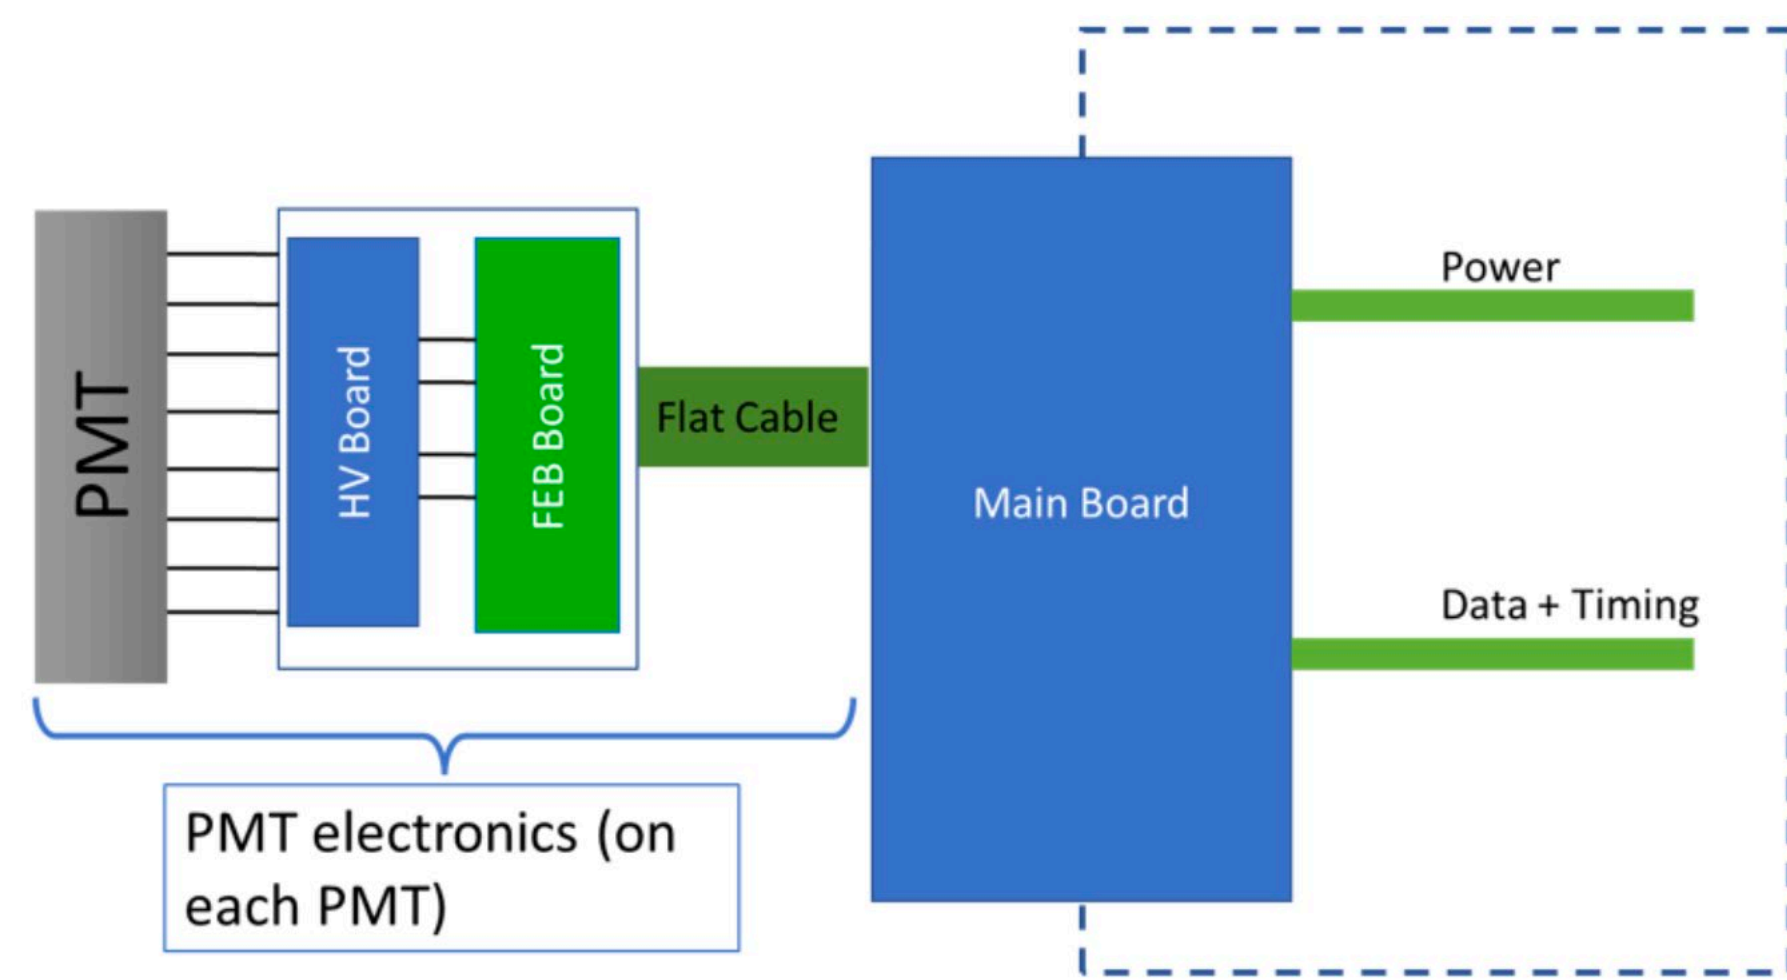 PMT
HV Board
FEB Board
Flat Cable
Main Board
Power
Data + Timing
PMT electronics (on
each PMT)